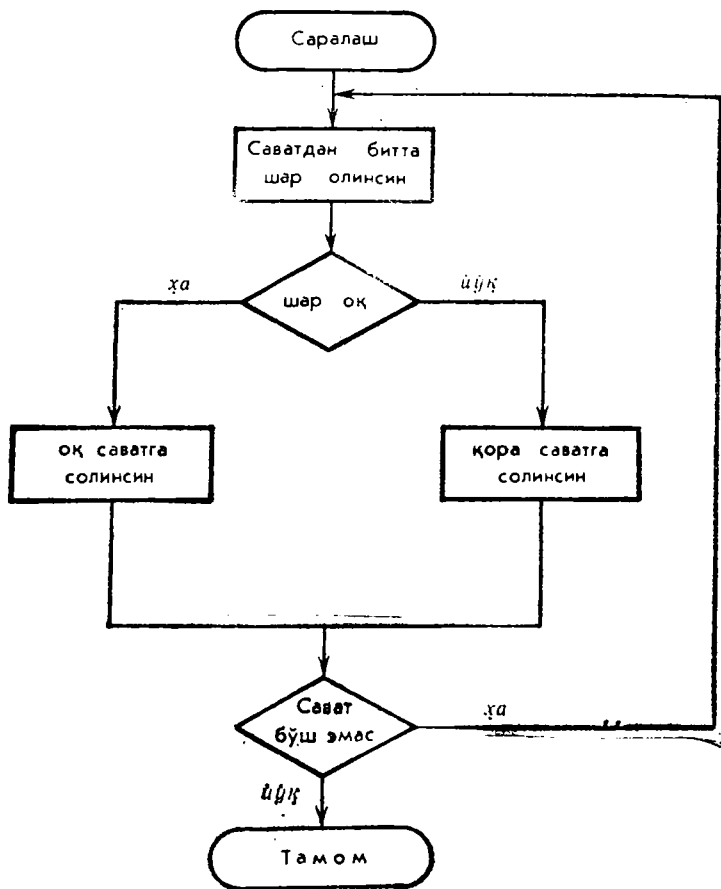 Саралаш
Саватдан битта
шар олинсин
ҳа
шар оқ
йўқ
оқ саватга
солинсин
қора саватга
солинсин
Сават
бўш эмас
ҳа
йўқ
Тамом